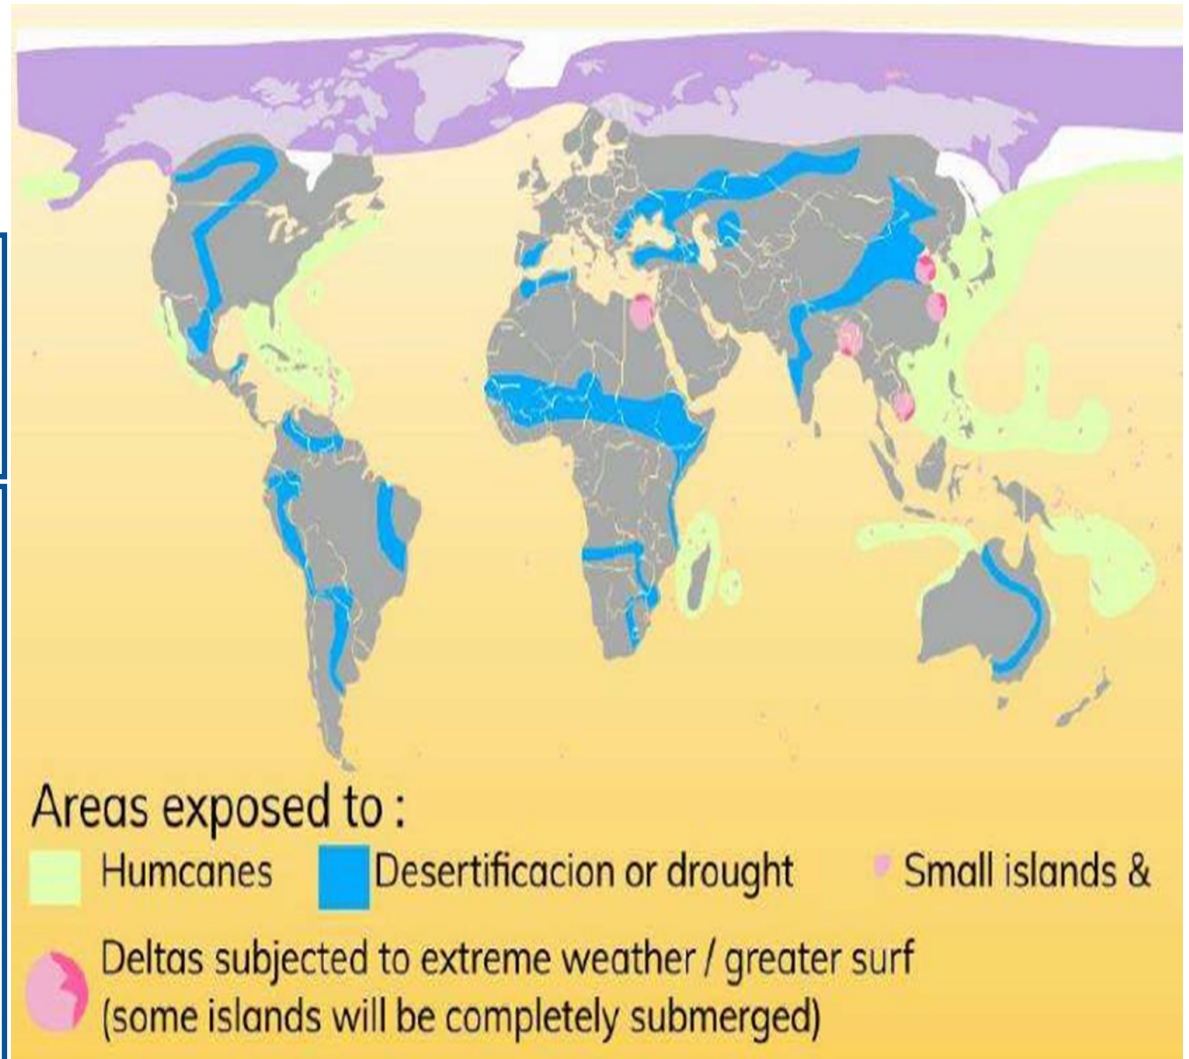 Areas exposed to :
Humcanes Desertificacion or drought Small islands &
Deltas subjected to extreme weather / greater surf
(some islands will be completely submerged)